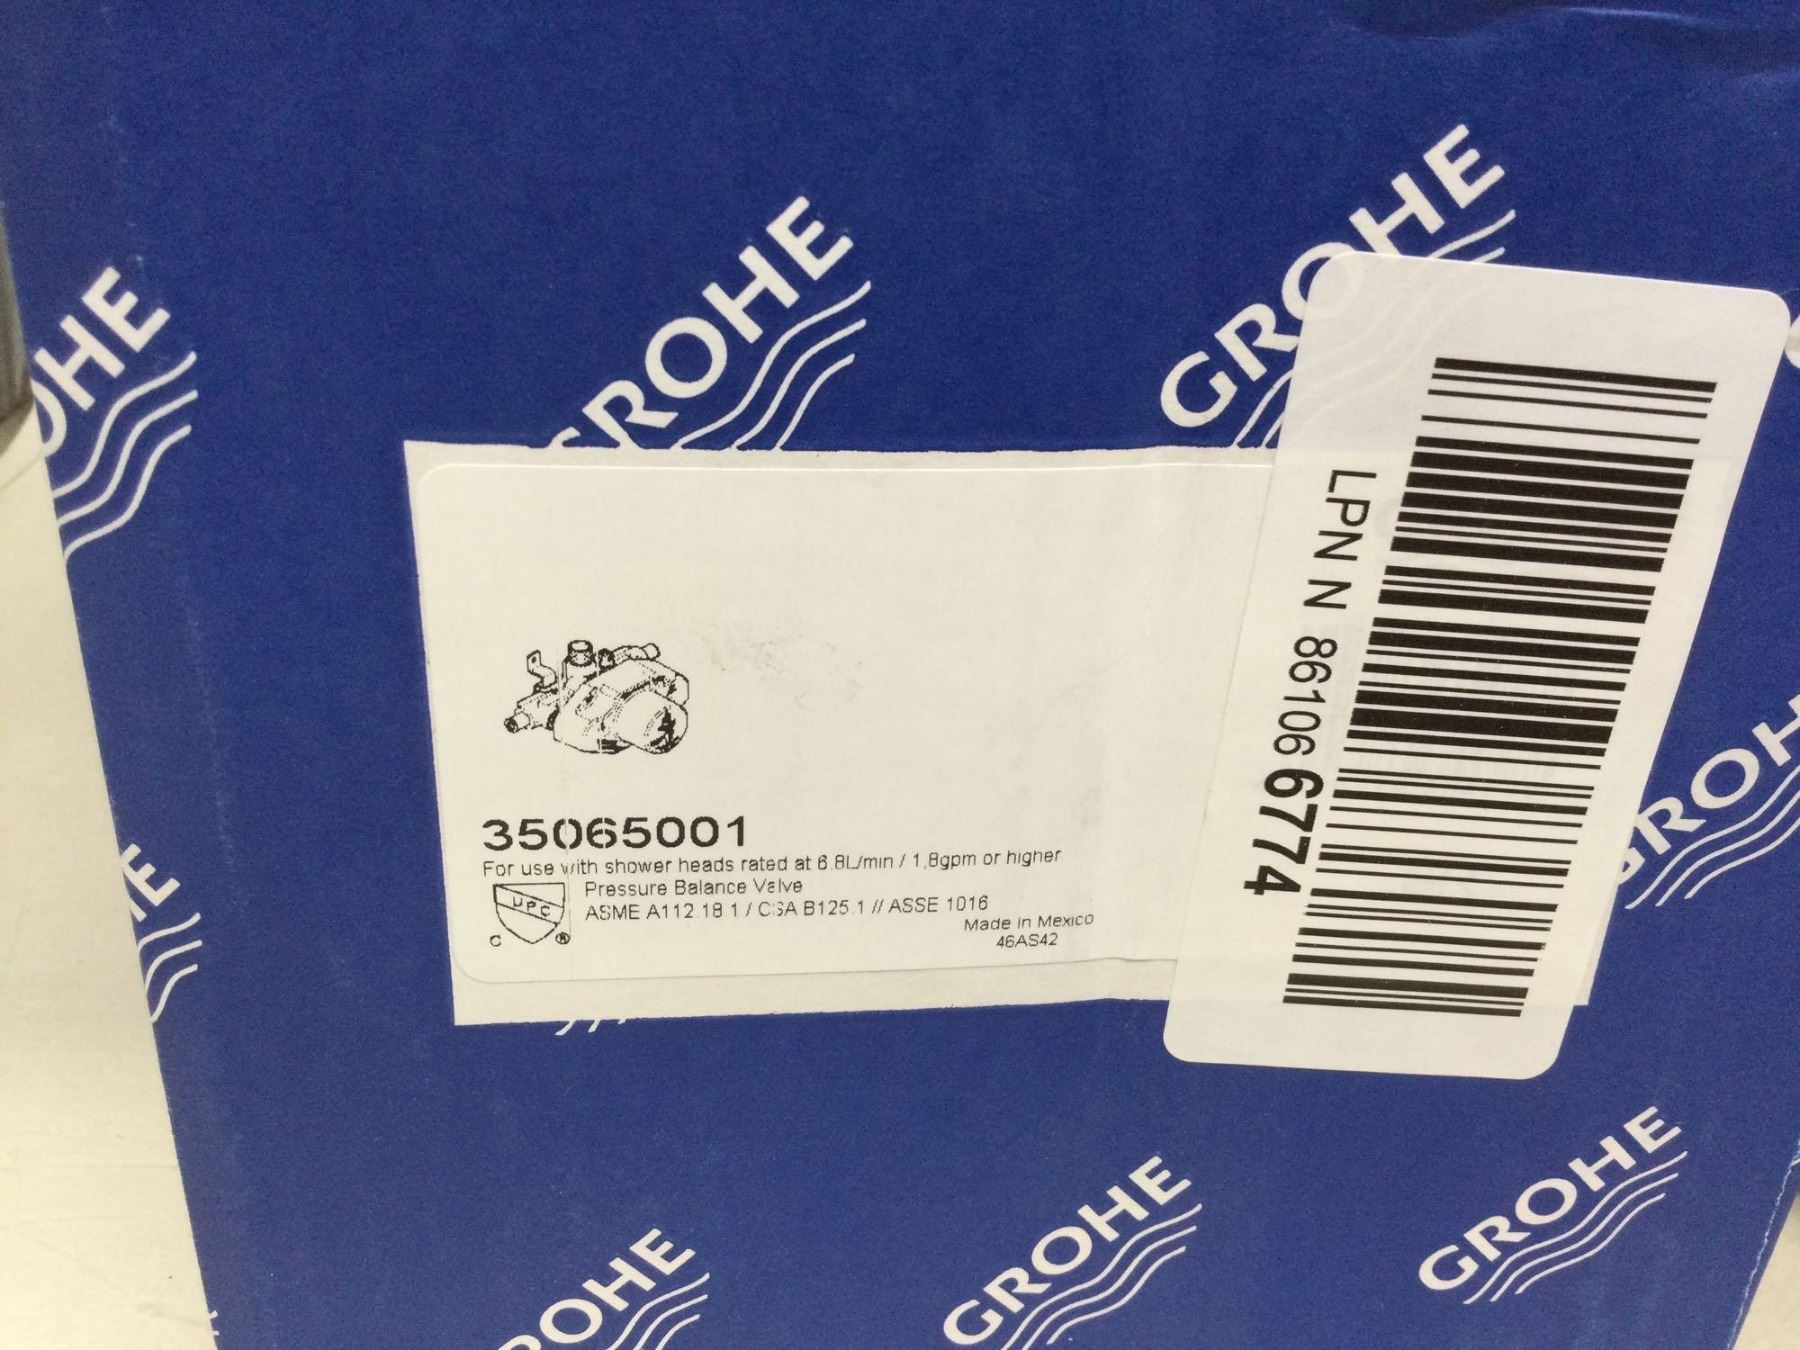 GROHE
GROHE
GROHE
35065001
For use with shower heads rated at 6.8L/min / 1,8gpm or higher
UPC
C ®
Pressure Balance Valve
ASME A112.18.1 / CSA B125.1 // ASSE 1016
Made in Mexico
46AS42
LPN N 861066774
GROHE
GROHE
GROHE
GROHE